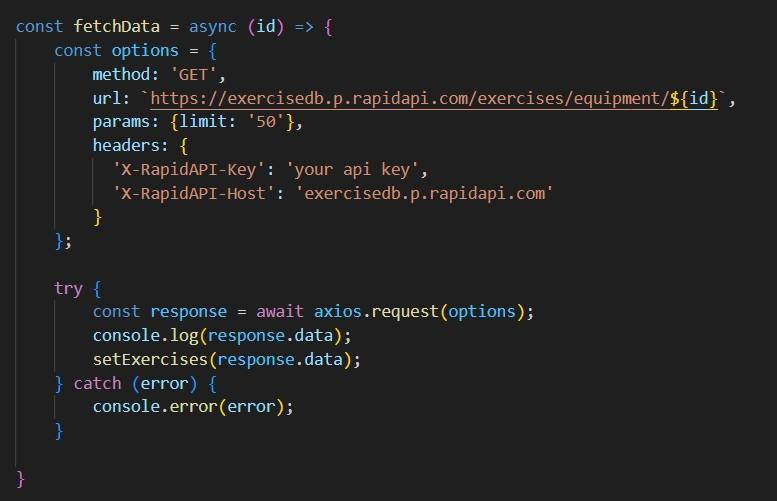 const fetchData = async (id) => {
    const options = {
        method: 'GET',
        url: `https://exercisedb.p.rapidapi.com/exercises/equipment/${id}`,
        params: {limit: '50'},
        headers: {
          'X-RapidAPI-Key': 'your api key',
          'X-RapidAPI-Host': 'exercisedb.p.rapidapi.com'
        }
    };

    try {
        const response = await axios.request(options);
        console.log(response.data);
        setExercises(response.data);
    } catch (error) {
        console.error(error);
    }

}